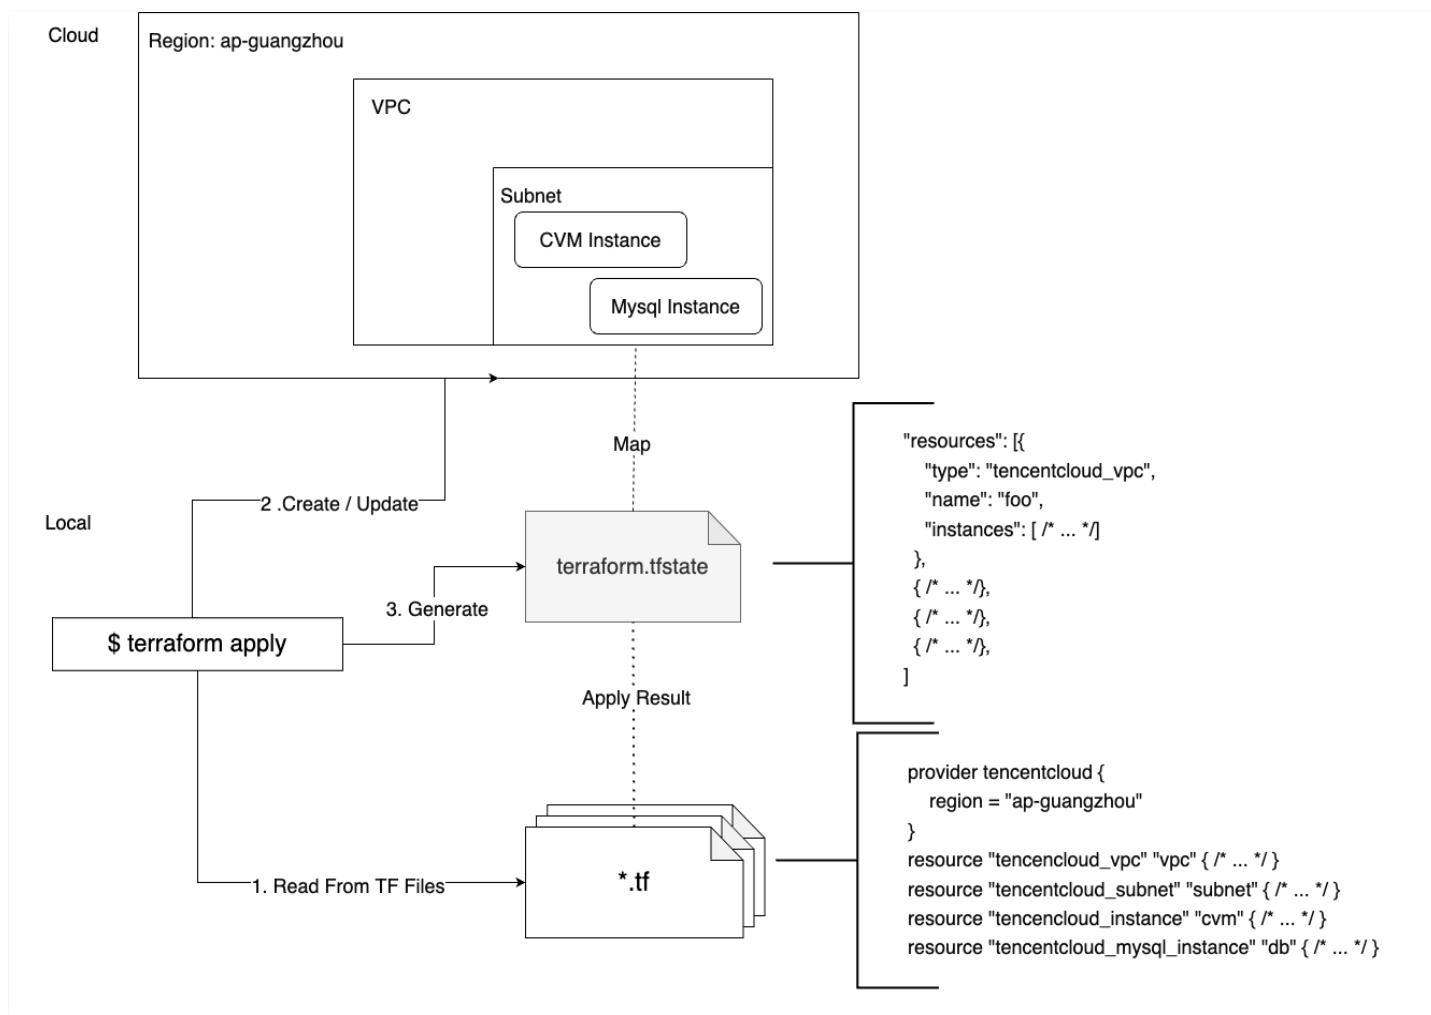 Cloud
Region: ap-guangzhou
VPC
Subnet
CVM Instance
Mysql Instance
Map
2 .Create / Update
Local
terraform.tfstate
3. Generate
$ terraform apply
Apply Result
1. Read From TF Files
*.tf
"resources": [{
"type": "tencentcloud_vpc",
"name": "foo",
"instances": [ /* ... */]
},
{ /* ... */},
{ /* ... */},
{ /* ... */},
]
provider tencentcloud {
region = "ap-guangzhou"
}
resource "tencencloud_vpc" "vpc" { /* ... */ }
resource "tencentcloud_subnet" "subnet" { /* ... */ }
resource "tencencloud_instance" "cvm" { /* ... */ }
resource "tencentcloud_mysql_instance" "db" { /* ... */ }